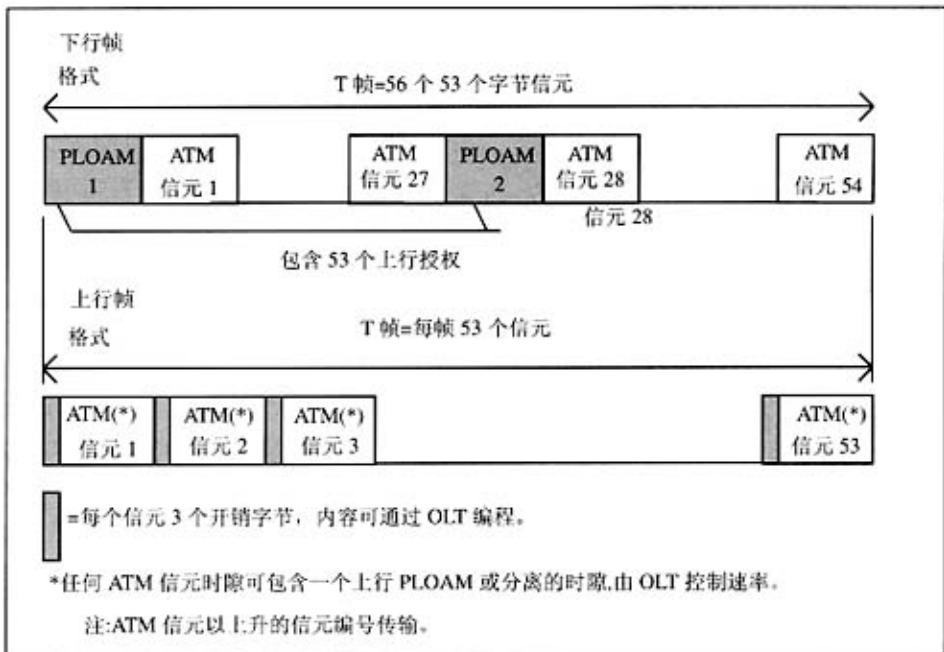 下行帧
格式
T 帧=56 个 53 个字节信元
PLOAM
1
ATM
信元 1
ATM
信元 27
PLOAM
2
ATM
信元 28
ATM
信元 54
信元 28
包含 53 个上行授权
上行帧
格式
T 帧=每帧 53 个信元
ATM(*)
信元 1
ATM(*)
信元 2
ATM(*)
信元 3
ATM(*)
信元 53
=每个信元 3 个开销字节，内容可通过 OLT 编程。
*任何 ATM 信元时隙可包含一个上行 PLOAM 或分离的时隙,由 OLT 控制速率。
注:ATM 信元以上升的信元编号传输。